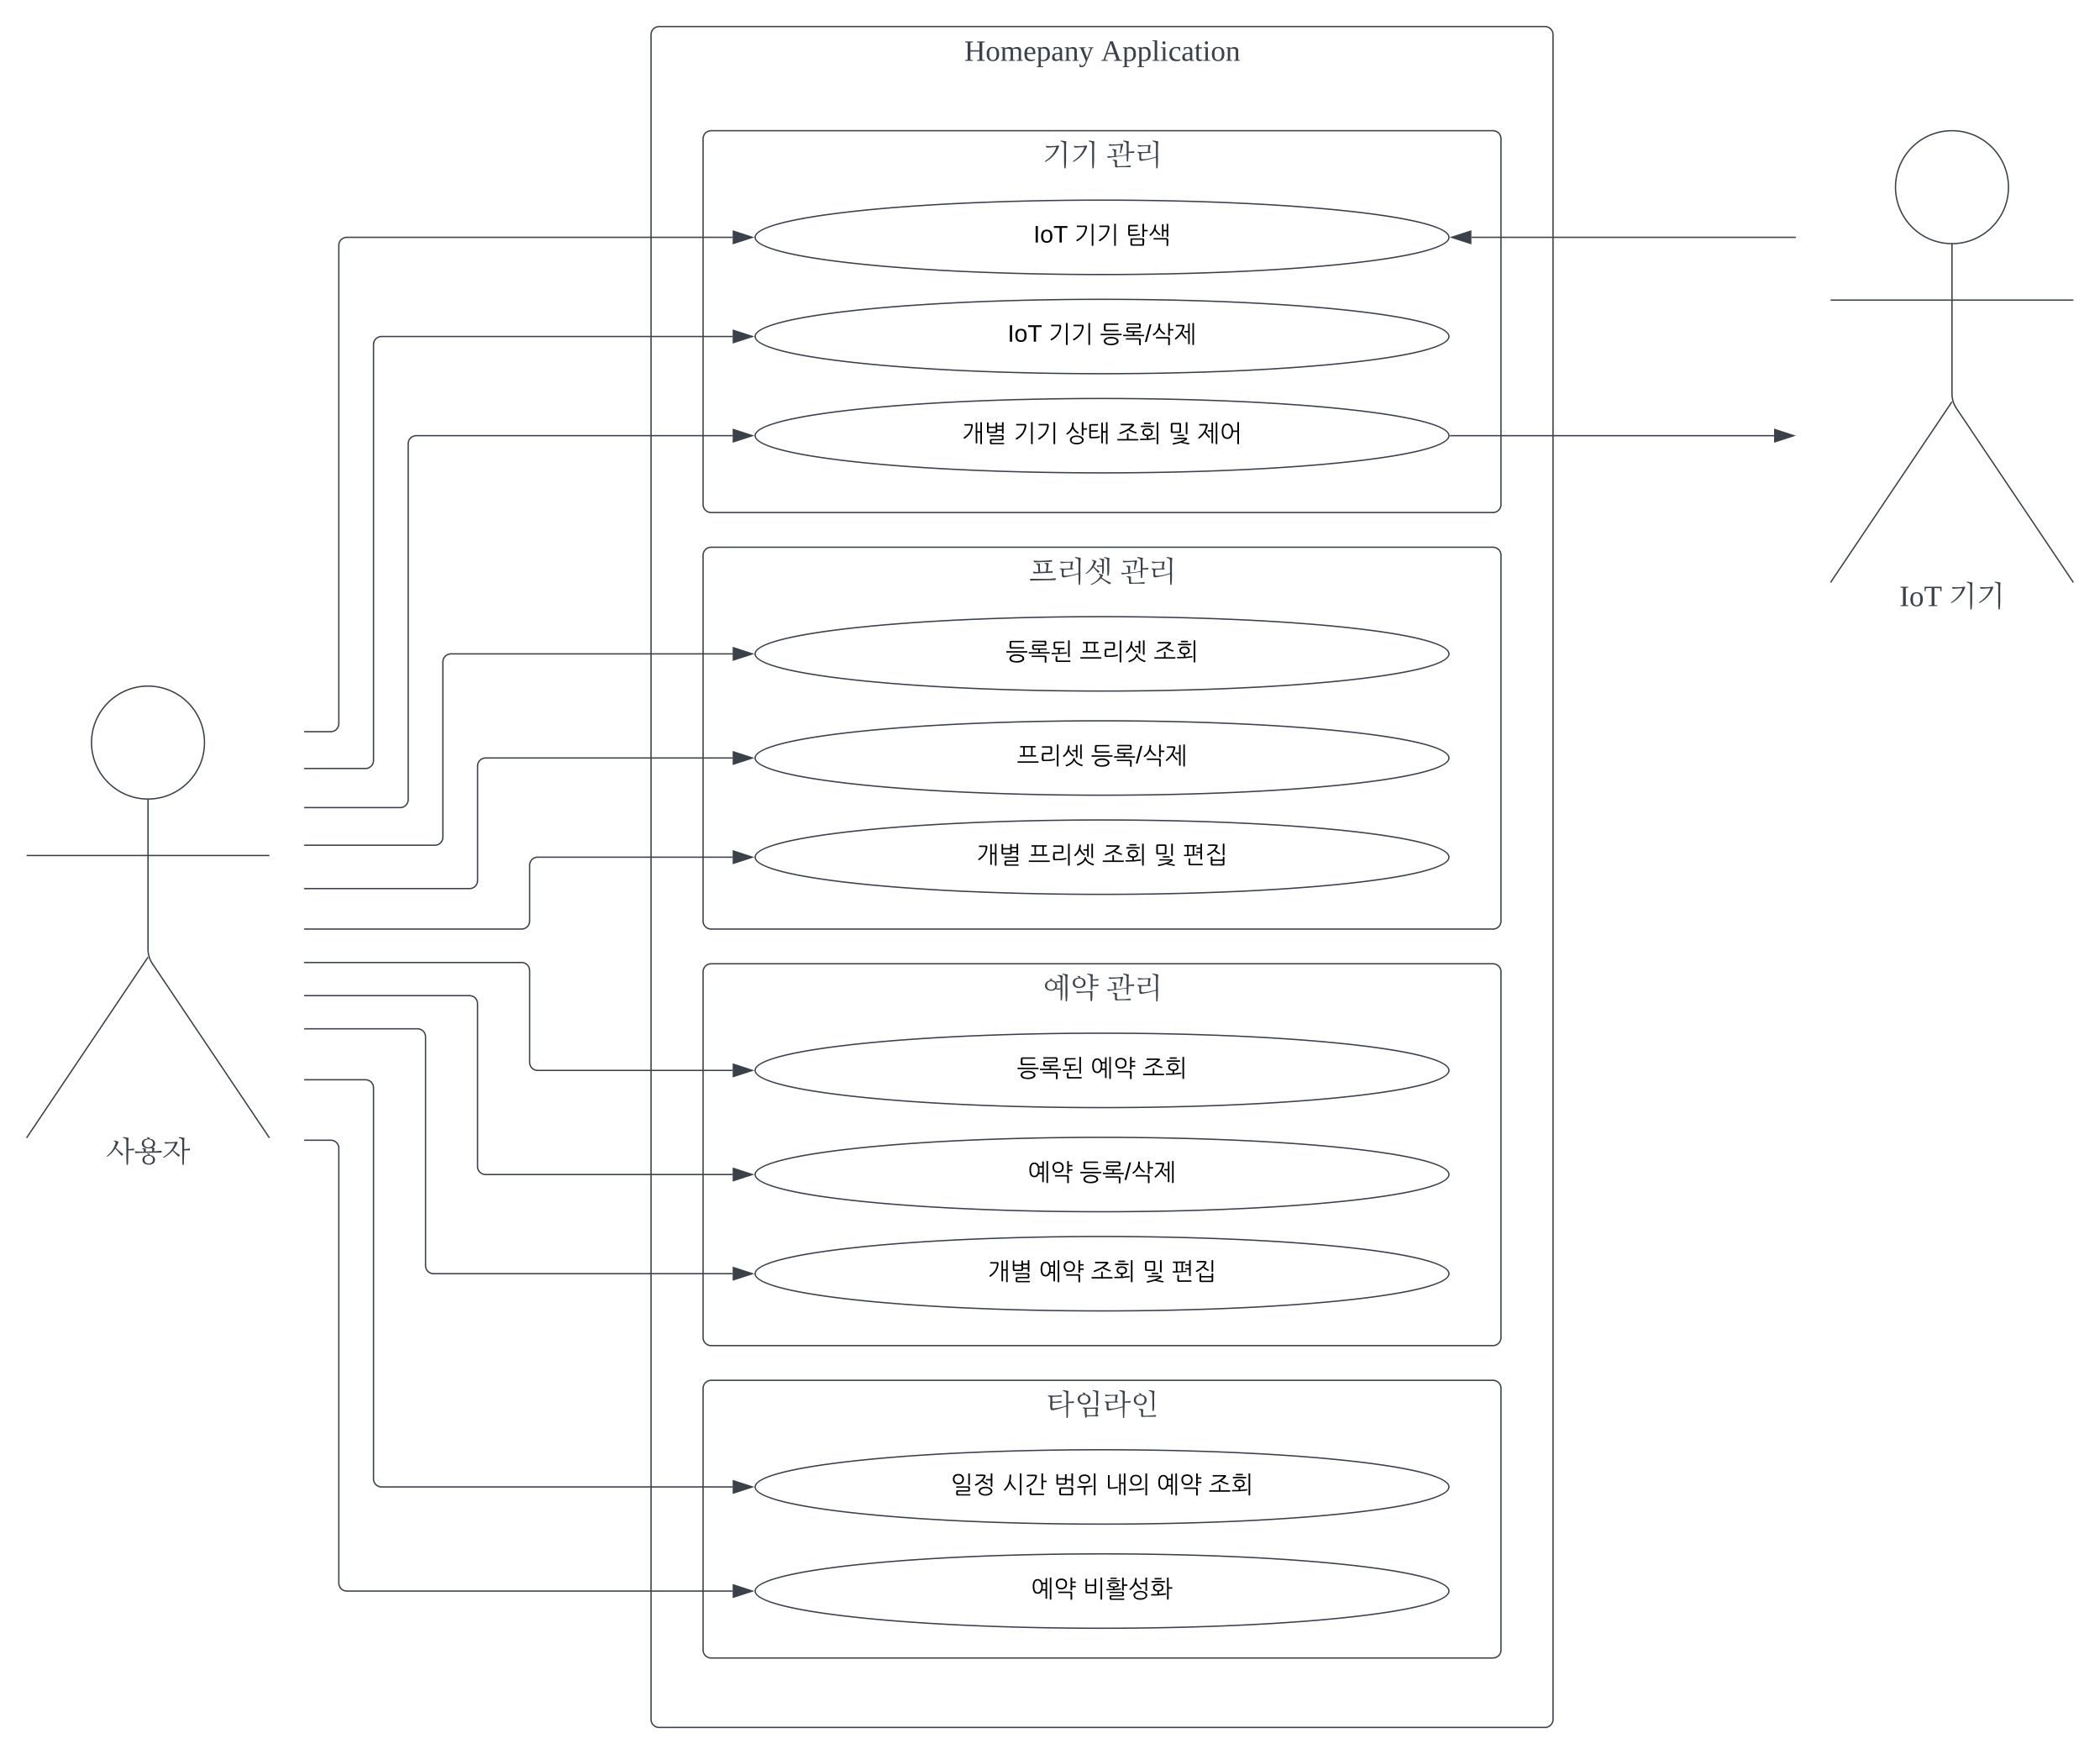 Homepany Application
기기 관리
IoT 기기 탐색
IoT 기기 등록/삭제
개별 기기 상태 조회 및 제어
IoT 기기
프리셋 관리
등록된 프리셋 조회
프리셋 등록/삭제
개별 프리셋 조회 및 편집
사용자
예약 관리
등록된 예약 조회
예약 등록/삭제
개별 예약 조회 및 편집
타임라인
일정 시간 범위 내의 예약 조회
예약 비활성화